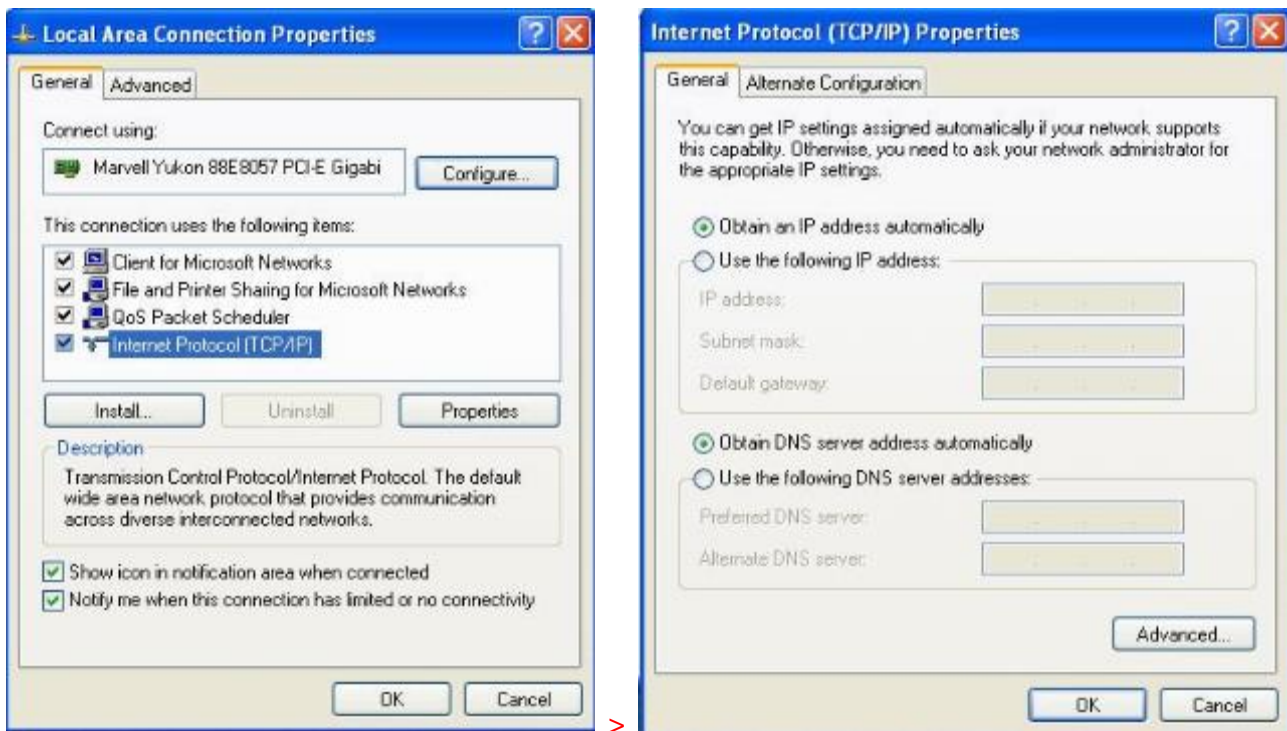 Local Area Connection Properties
General
Advanced
Connect using:
Marvell Yukon 88E8057 PCI-E Gigabi
Configure...
This connection uses the following items:
Client for Microsoft Networks
File and Printer Sharing for Microsoft Networks
QoS Packet Scheduler
Internet Protocol (TCP/IP)
Install...
Uninstall
Properties
Description
Transmission Control Protocol/Internet Protocol. The default
wide area network protocol that provides communication
across diverse interconnected networks.
Show icon in notification area when connected
Notify me when this connection has limited or no connectivity
OK
Cancel
>
Internet Protocol (TCP/IP) Properties
General
Alternate Configuration
You can get IP settings assigned automatically if your network supports
this capability. Otherwise, you need to ask your network administrator for
the appropriate IP settings.
Obtain an IP address automatically
Use the following IP address:
IP address:
Subnet mask:
Default gateway:
Obtain DNS server address automatically
Use the following DNS server addresses:
Preferred DNS server:
Alternate DNS server:
Advanced...
OK
Cancel